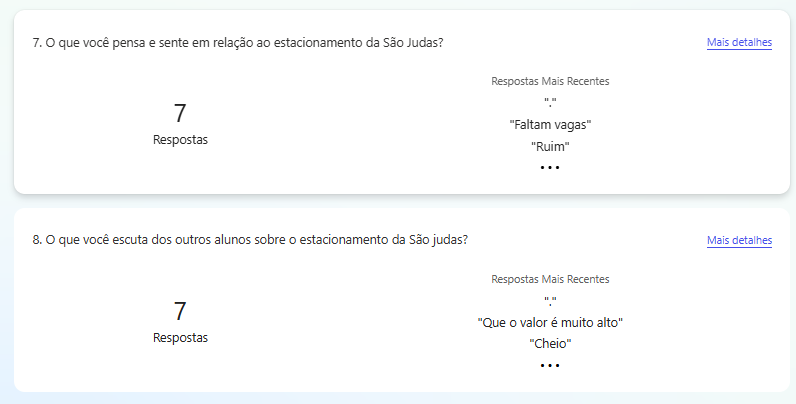 7. O que você pensa e sente em relação ao estacionamento da São Judas?
Mais detalhes
7
Respostas
Respostas Mais Recentes
"."
"Faltam vagas"
"Ruim"
...
8. O que você escuta dos outros alunos sobre o estacionamento da São judas?
Mais detalhes
7
Respostas
Respostas Mais Recentes
"."
"Que o valor é muito alto"
"Cheio"
...